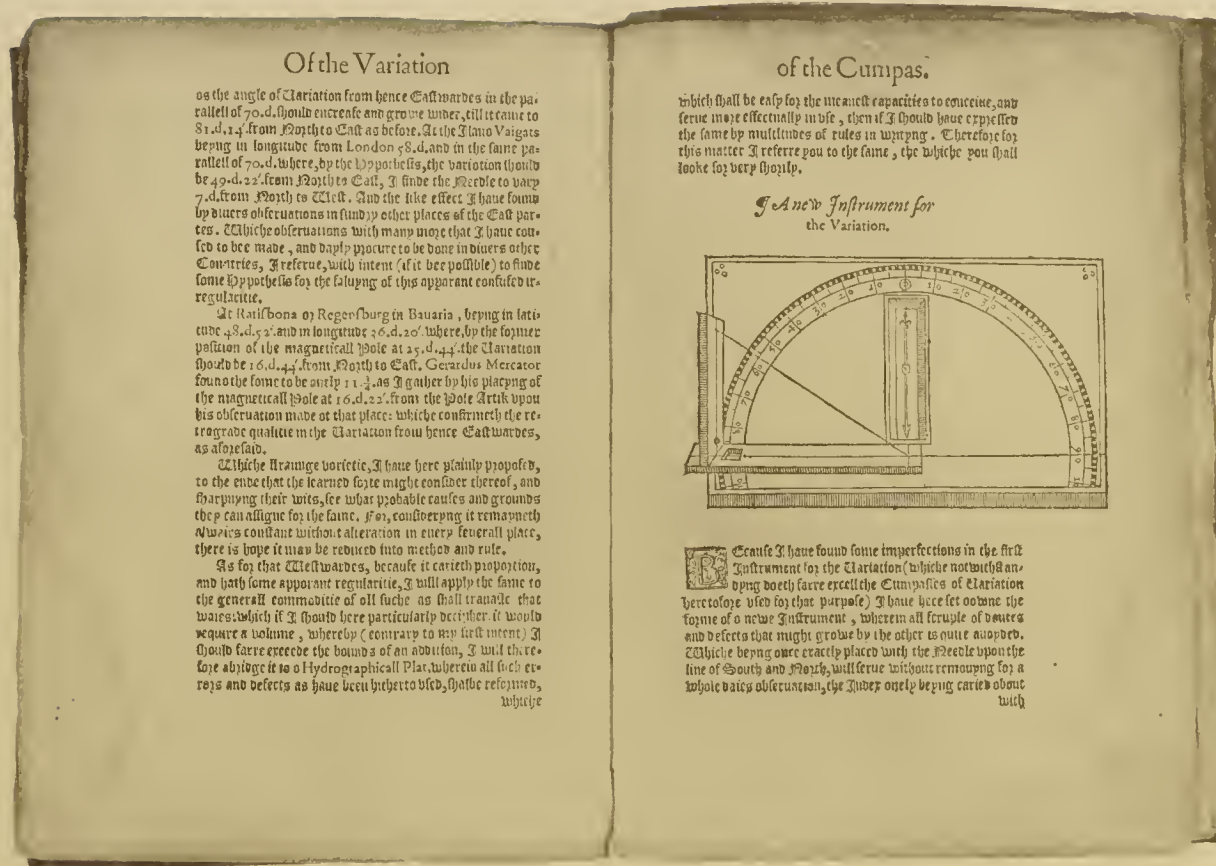 Of the Variation
os the angle of Variation from hence Eastwardes in the pa-
rallell of 70.d. should encrease and growe wider, till it came to
81.d.14'. from North to East as before. At the Iland Vaigats
beyng in longitude from London 58.d. and in the same pa-
rallell of 70.d. where, by the Hypothesis, the variotion should
be 49.d.22'. from North to East, I finde the Needle to vary
7.d. from North to West. And the like effect I haue found
by diuers obseruations in sundry other places of the East par-
tes. Whiche obseruations with many more that I haue cau-
sed to bee made, and dayly procure to be done in diuers other
Countries, I reserue, with intent (if it bee possible) to finde
some Hypothesis for the saluyng of this apparant confused ir-
regularitie.
At Ratisbona or Regersburg in Bauaria, beyng in lati-
tude 48.d.52'. and in longitude 36.d.20'. where, by the former
position of the magneticall Pole at 25.d.44'. the Variation
should be 16.d.44'. from North to East. Gerardus Mercator
found the same to be onely 11.¾. as I gather by his placyng of
the magneticall Pole at 16.d.22'. from the Pole Artik vpon
his obseruation made at that place: whiche confirmeth the re-
trograde qualitie in the Variation from hence Eastwardes,
as aforesaid.
Whiche straunge varietie, I haue here plainly proposed,
to the ende that the learned sorte might consider thereof, and
sharpnyng their wits, see what probable causes and grounds
they can assigne for the same. For, consideryng it remayneth
alwaies constant without alteration in euery seuerall place,
there is hope it may be reduced into method and rule.
As for that Westwardes, because it carieth proportion,
and hath some apparant regularitie, I will apply the same to
the generall commoditie of all suche as shall trauaile that
waies: which if I should here particularly decipher it would
require a volume, whereby (contrary to my first intent) I
should farre exceede the bounds of an addition, I will there-
fore abridge it to a Hydrographicall Plat, wherein all such er-
rors and defects as haue been hitherto vsed, shalbe reformed,
whiche
of the Cumpas.
which shall be easy for the meanest capacities to conceiue, and
serue more effectually in vse, then if I should haue expressed
the same by multitudes of rules in wrytyng. Therefore for
this matter I referre you to the same, the whiche you shall
looke for very shortly.
¶ A new Instrument for
the Variation.
BEcause I haue found some imperfections in the first
Instrument for the Variation (whiche notwithstan-
dyng doeth farre excell the Cumpasses of Variation
heretofore vsed for that purpose) I haue here set downe the
forme of a newe Instrument, wherein all scruple of doutes
and defects that might growe by the other is quite auoyded.
Whiche beyng once exactly placed with the Needle vpon the
line of South and North, will serue without remouyng for a
whole daies obseruation, the Index onely beyng caried about
with